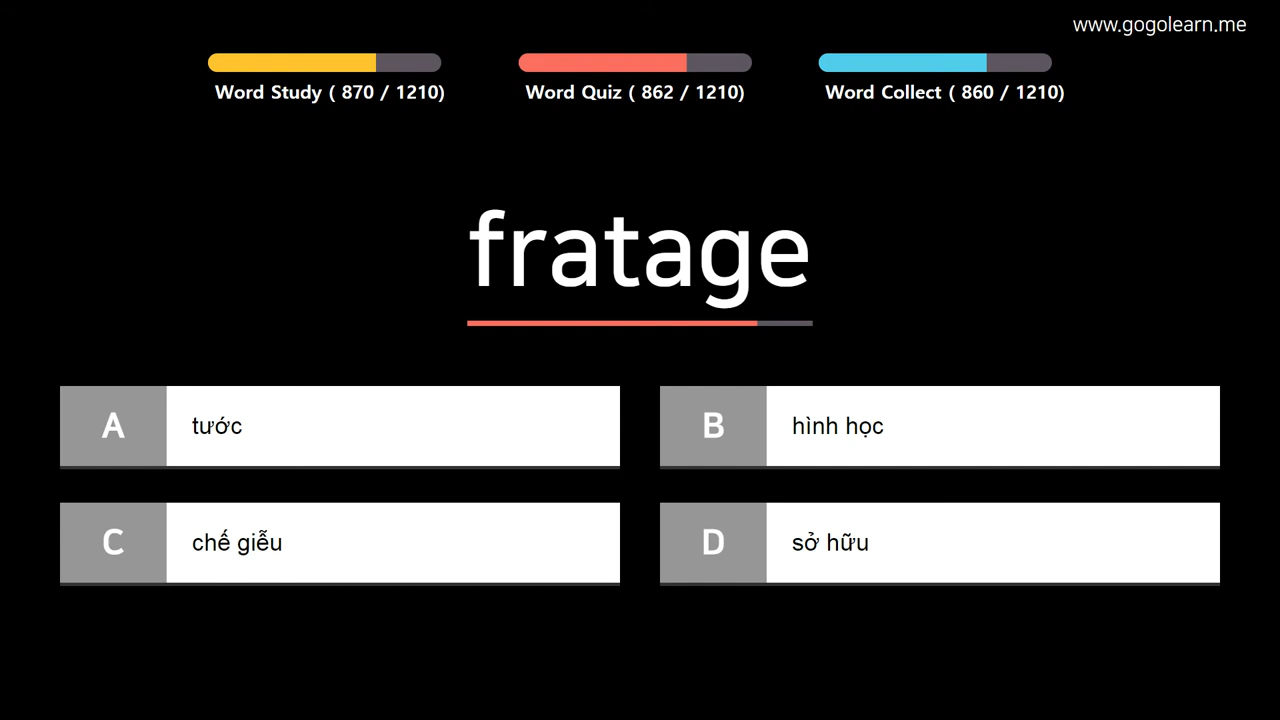 www.gogolearn.me
Word Study ( 870 / 1210)
Word Quiz ( 862 / 1210)
Word Collect ( 860 / 1210)
fratage
A tước
B hình học
C chế giễu
D sở hữu